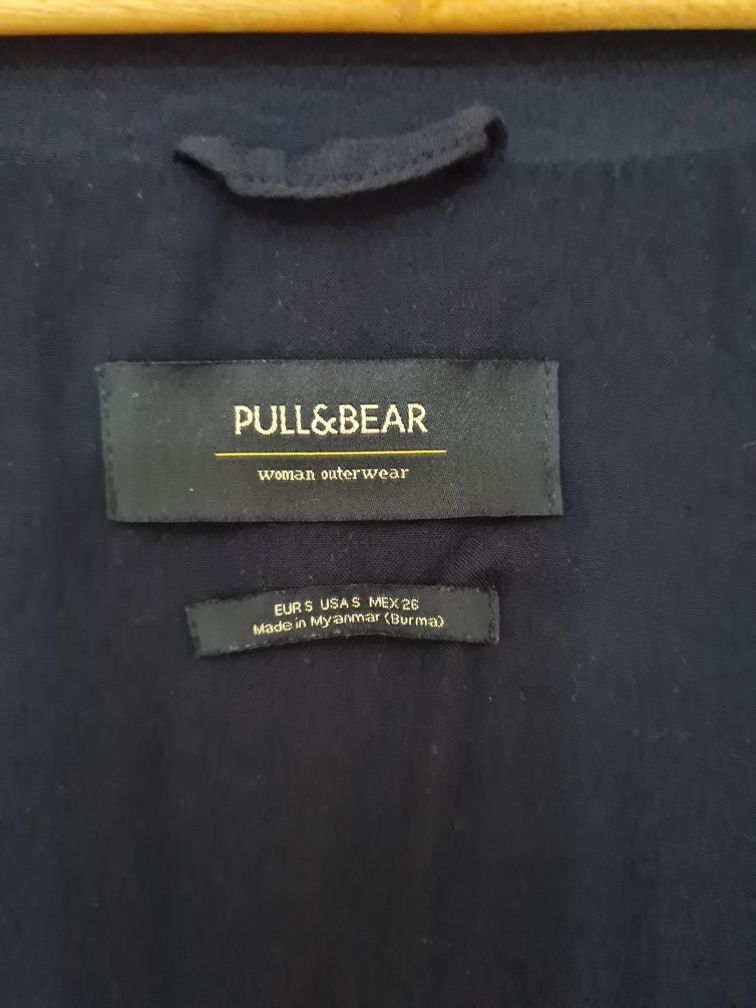 PULL&BEAR
woman outerwear
EUR S USA S MEX 26
Made in Myanmar (Burma)